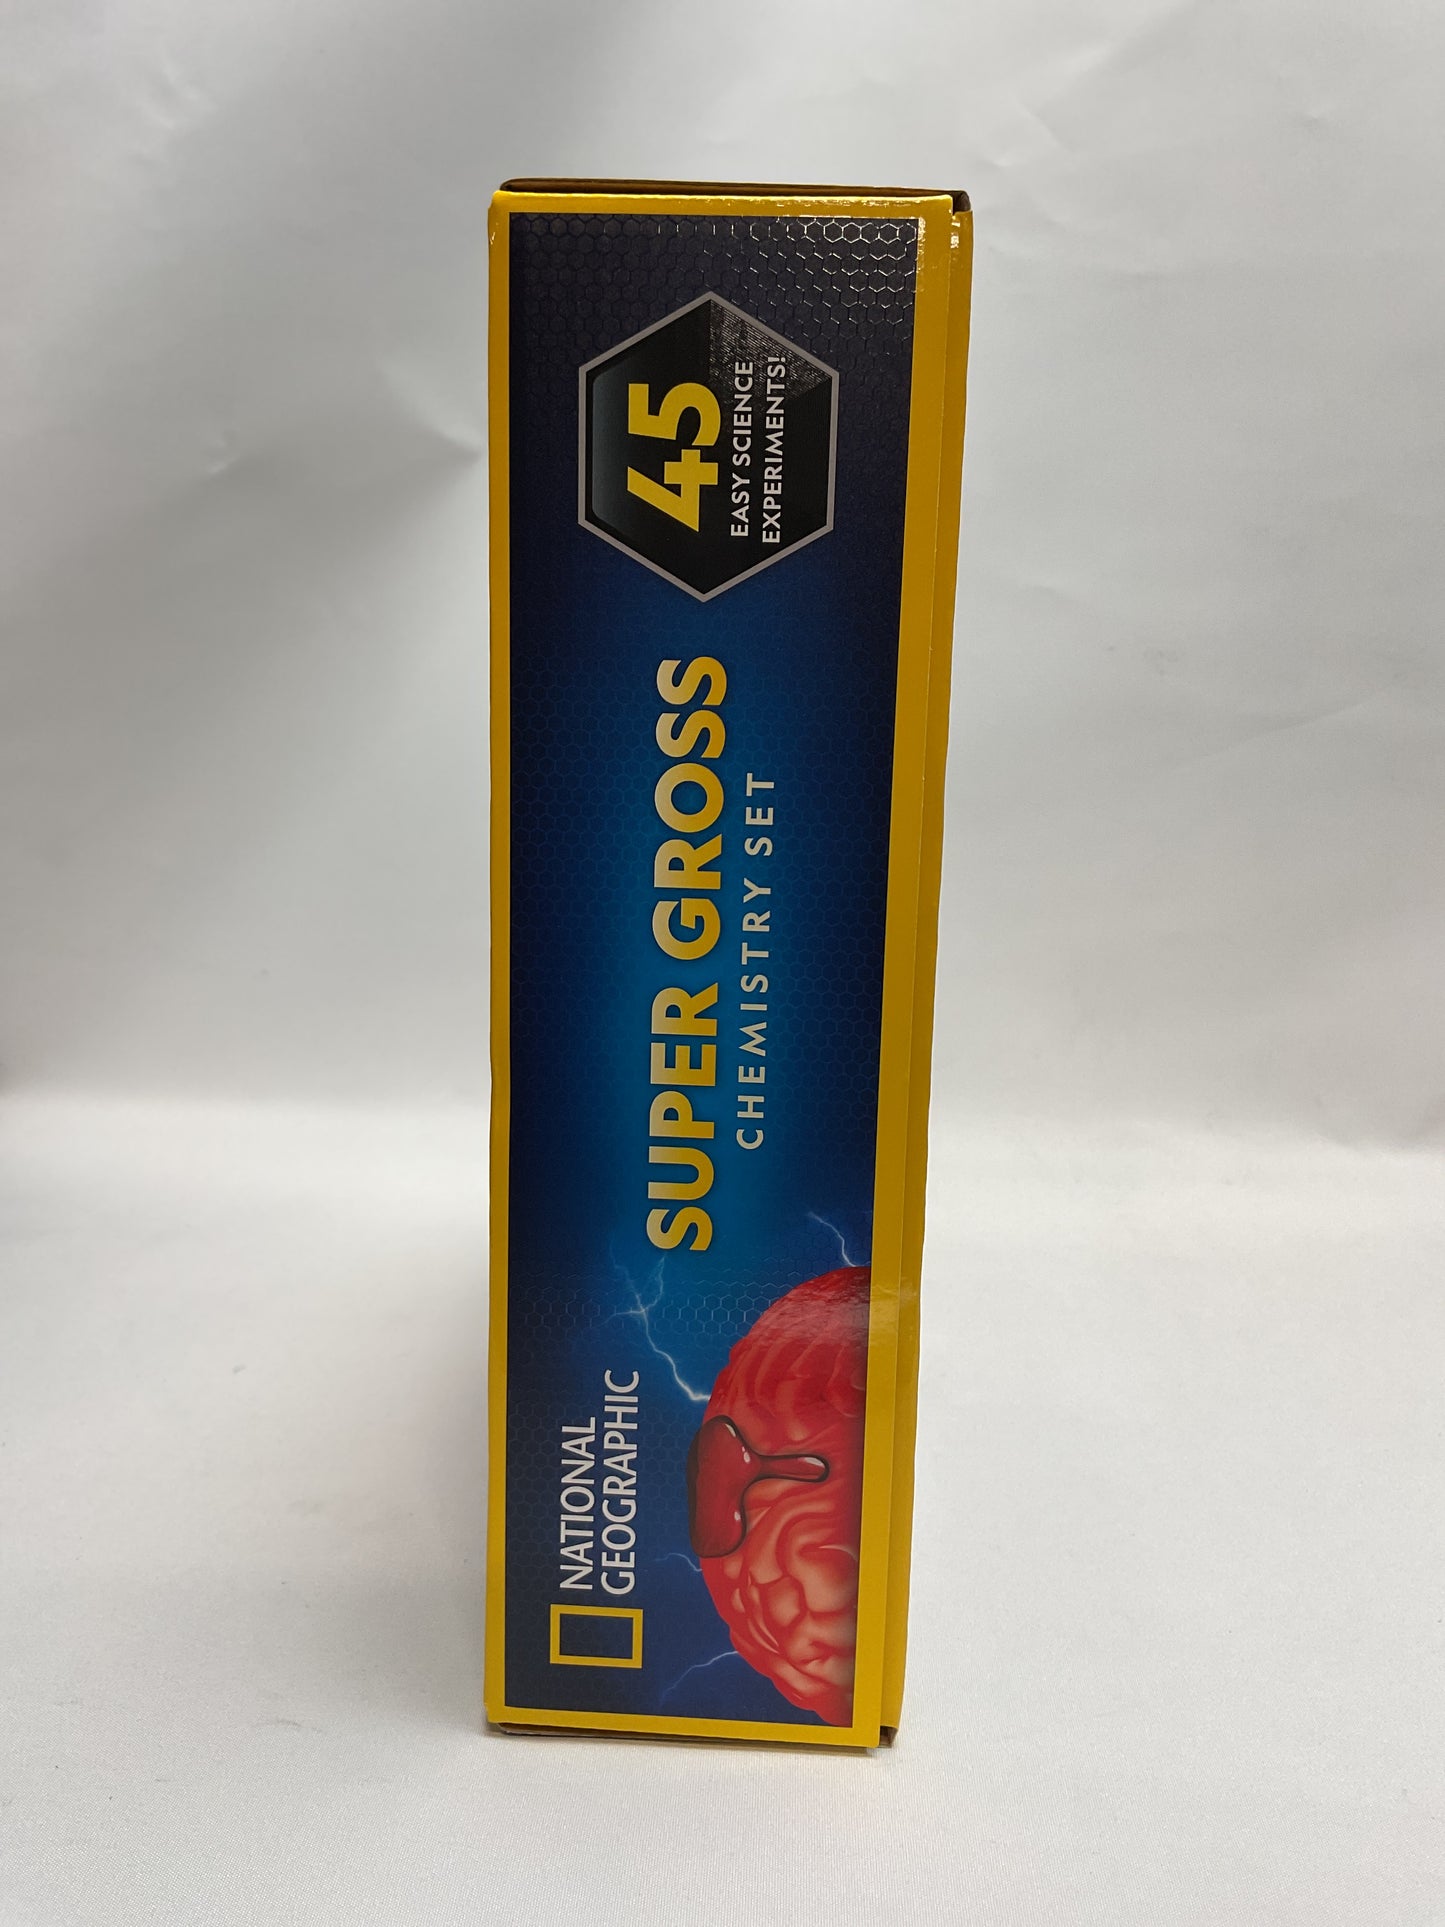 NATIONAL
GEOGRAPHIC
SUPER GROSS
CHEMISTRY SET
45
EASY SCIENCE
EXPERIMENTS!